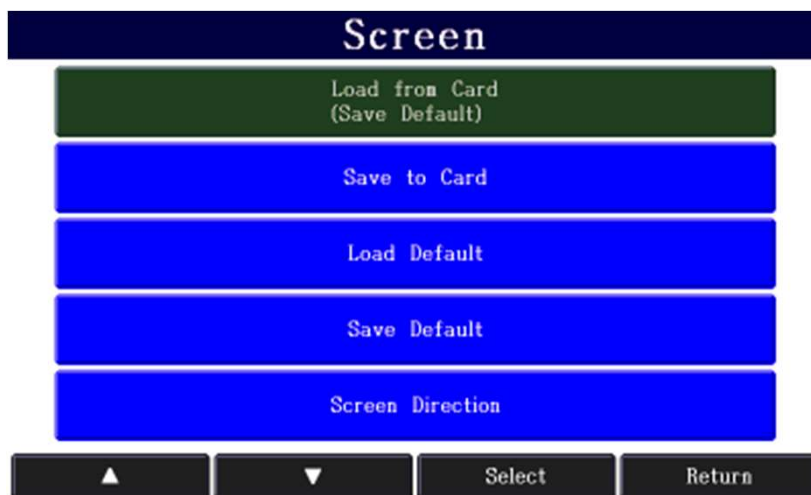 Screen
Load from Card
(Save Default)
Save to Card
Load Default
Save Default
Screen Direction
▲ ▼ Select Return